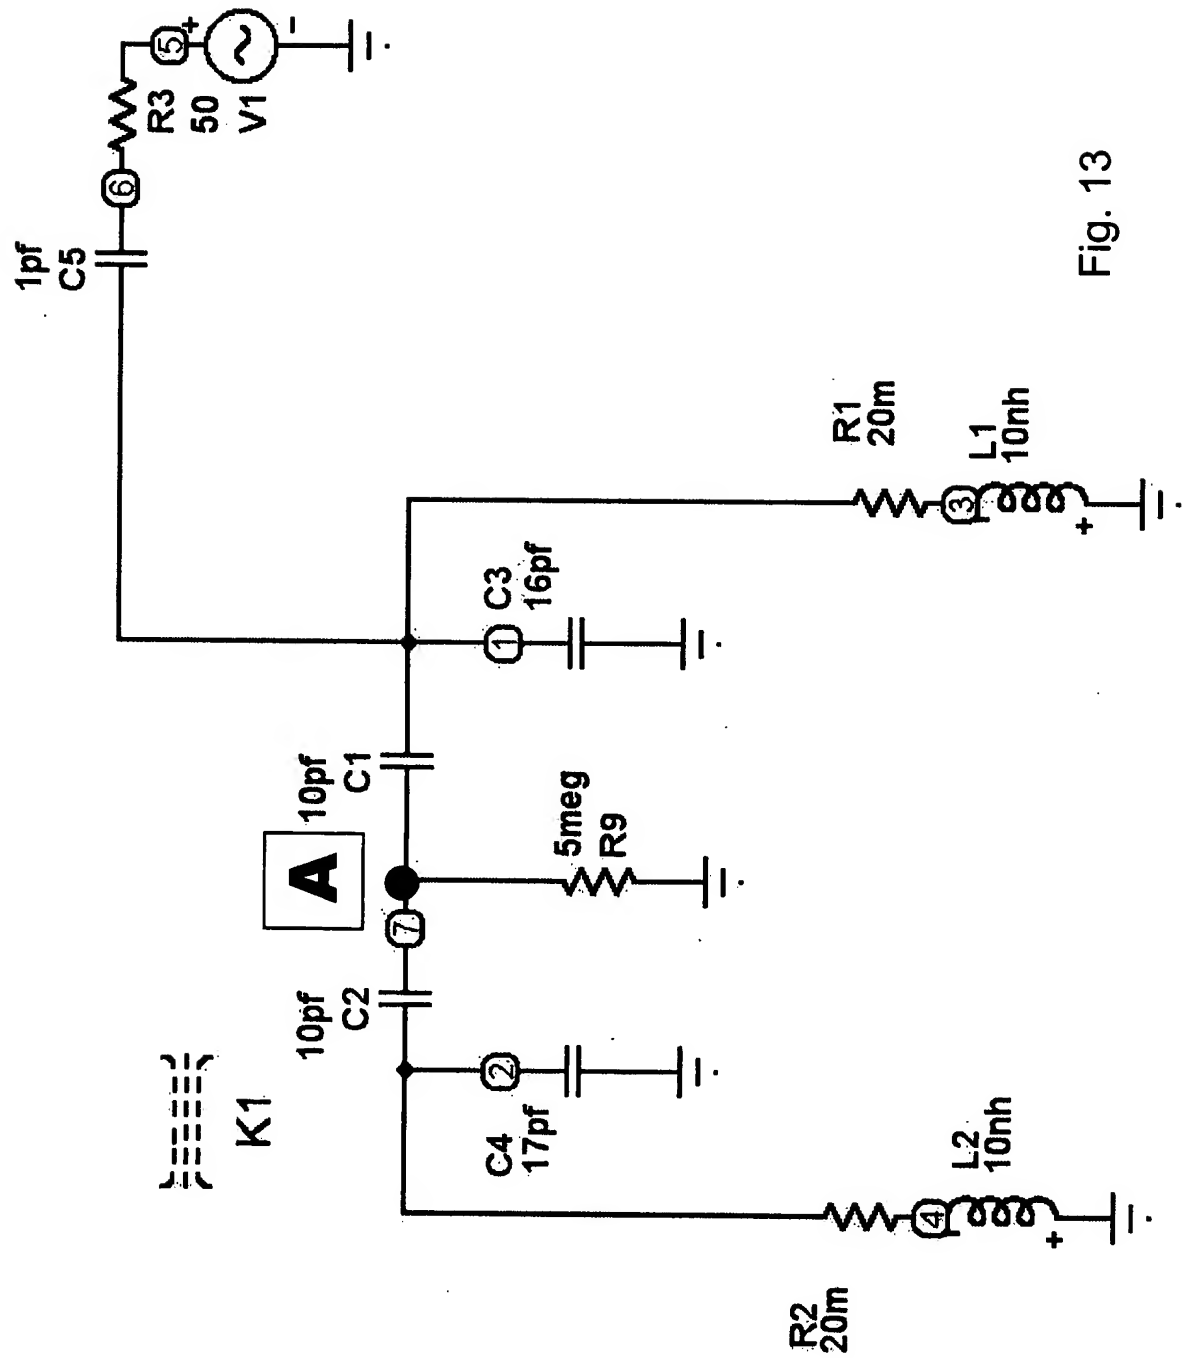 1pf
C5
6
R3
50
V1
5
+
-
Fig. 13
R1
20m
3
L1
10nh
+
1
C3
16pf
10pf
C1
A
7
5meg
R9
10pf
C2
K1
2
C4
17pf
R2
20m
4
L2
10nh
+